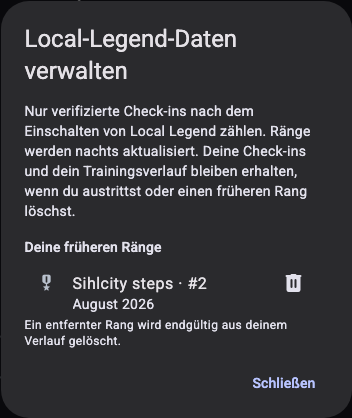 Local-Legend-Daten
verwalten
Nur verifizierte Check-ins nach dem
Einschalten von Local Legend zählen. Ränge
werden nachts aktualisiert. Deine Check-ins
und dein Trainingsverlauf bleiben erhalten,
wenn du austrittst oder einen früheren Rang
löschst.
Deine früheren Ränge
Sihlcity steps · #2
August 2026
Ein entfernter Rang wird endgültig aus deinem
Verlauf gelöscht.
Schließen